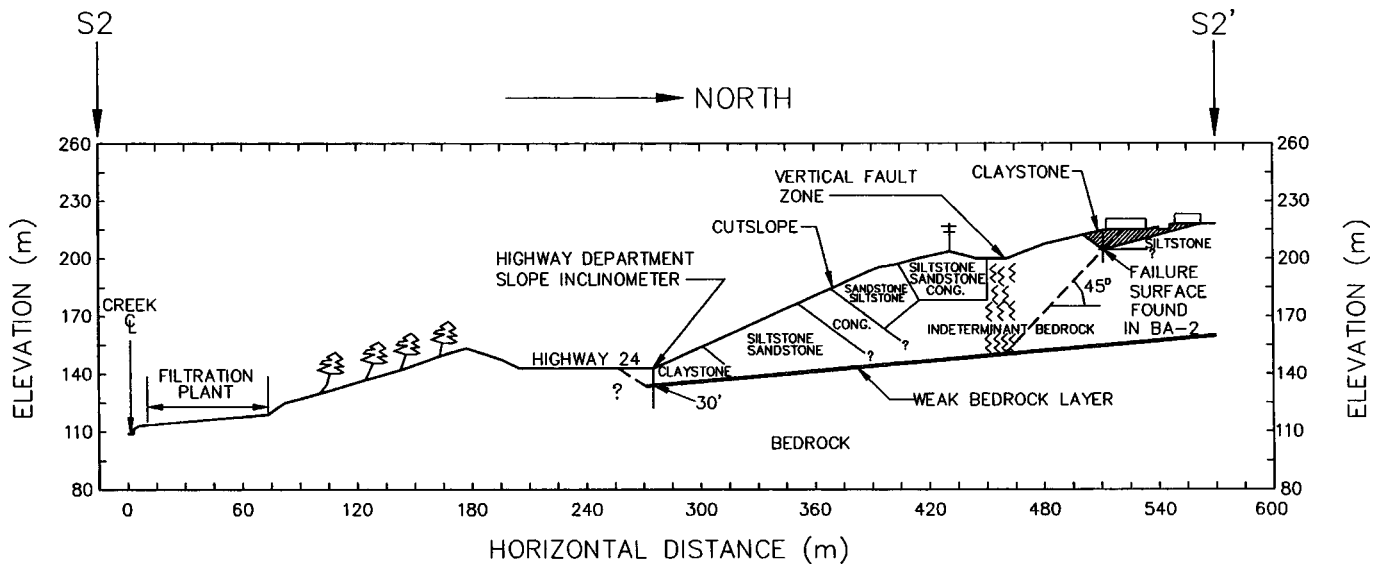 S2
S2'
NORTH
260
260
CLAYSTONE
VERTICAL FAULT
ZONE
230
230
CUTSLOPE
HIGHWAY DEPARTMENT
SLOPE INCLINOMETER
SILTSTONE
200
200
SILTSTONE
SANDSTONE
CONG.
?
FAILURE
SURFACE
FOUND
IN BA-2
SANDSTONE
SILTSTONE
45°
CREEK
℄
170
170
CONG.
INDETERMINANT BEDROCK
?
SILTSTONE
SANDSTONE
?
HIGHWAY 24
CLAYSTONE
FILTRATION
PLANT
140
140
?
30'
WEAK BEDROCK LAYER
110
110
BEDROCK
80
80
ELEVATION (m)
ELEVATION (m)
0 60 120 180 240 300 360 420 480 540 600
HORIZONTAL DISTANCE (m)